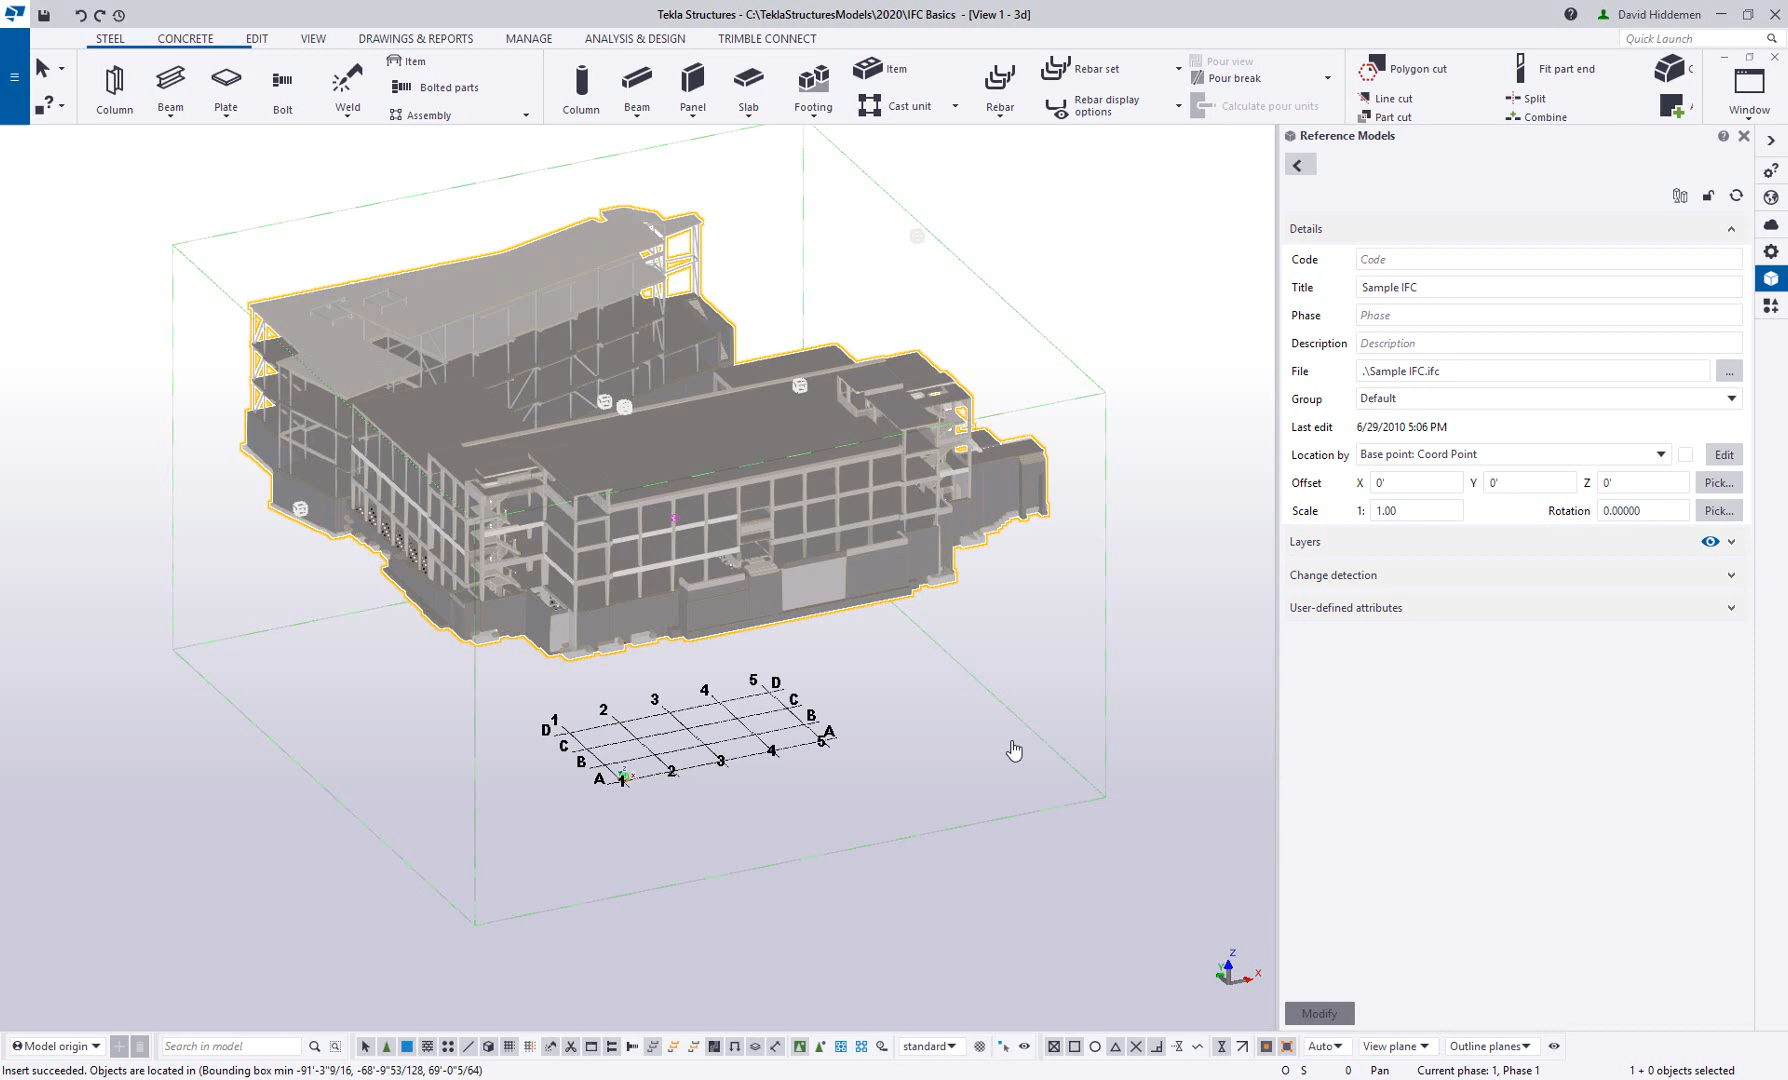 Tekla Structures - C:\TeklaStructuresModels\2020\IFC Basics - [View 1 - 3d]
David Hiddemen
STEEL CONCRETE EDIT VIEW DRAWINGS & REPORTS MANAGE ANALYSIS & DESIGN TRIMBLE CONNECT
Quick Launch
Column Beam Plate Bolt Weld
Item
Bolted parts
Assembly
Column Beam Panel Slab Footing
Item
Cast unit
Rebar
Rebar set
Rebar display options
Pour view
Pour break
Calculate pour units
Polygon cut
Line cut
Part cut
Fit part end
Split
Combine
Window
Reference Models
Details
Code Code
Title Sample IFC
Phase Phase
Description Description
File .\Sample IFC.ifc ...
Group Default
Last edit 6/29/2010 5:06 PM
Location by Base point: Coord Point Edit
Offset X 0' Y 0' Z 0' Pick...
Scale 1: 1.00 Rotation 0.00000 Pick...
Layers
Change detection
User-defined attributes
Modify
1 2 3 4 5
D C B A
D C B A
1 2 3 4 5
Z
Y X
Model origin
Search in model
standard
Auto
View plane
Outline planes
Insert succeeded. Objects are located in (Bounding box min -91'-3"9/16, -68'-9"53/128, 69'-0"5/64)
O S 0 Pan Current phase: 1, Phase 1 1 + 0 objects selected